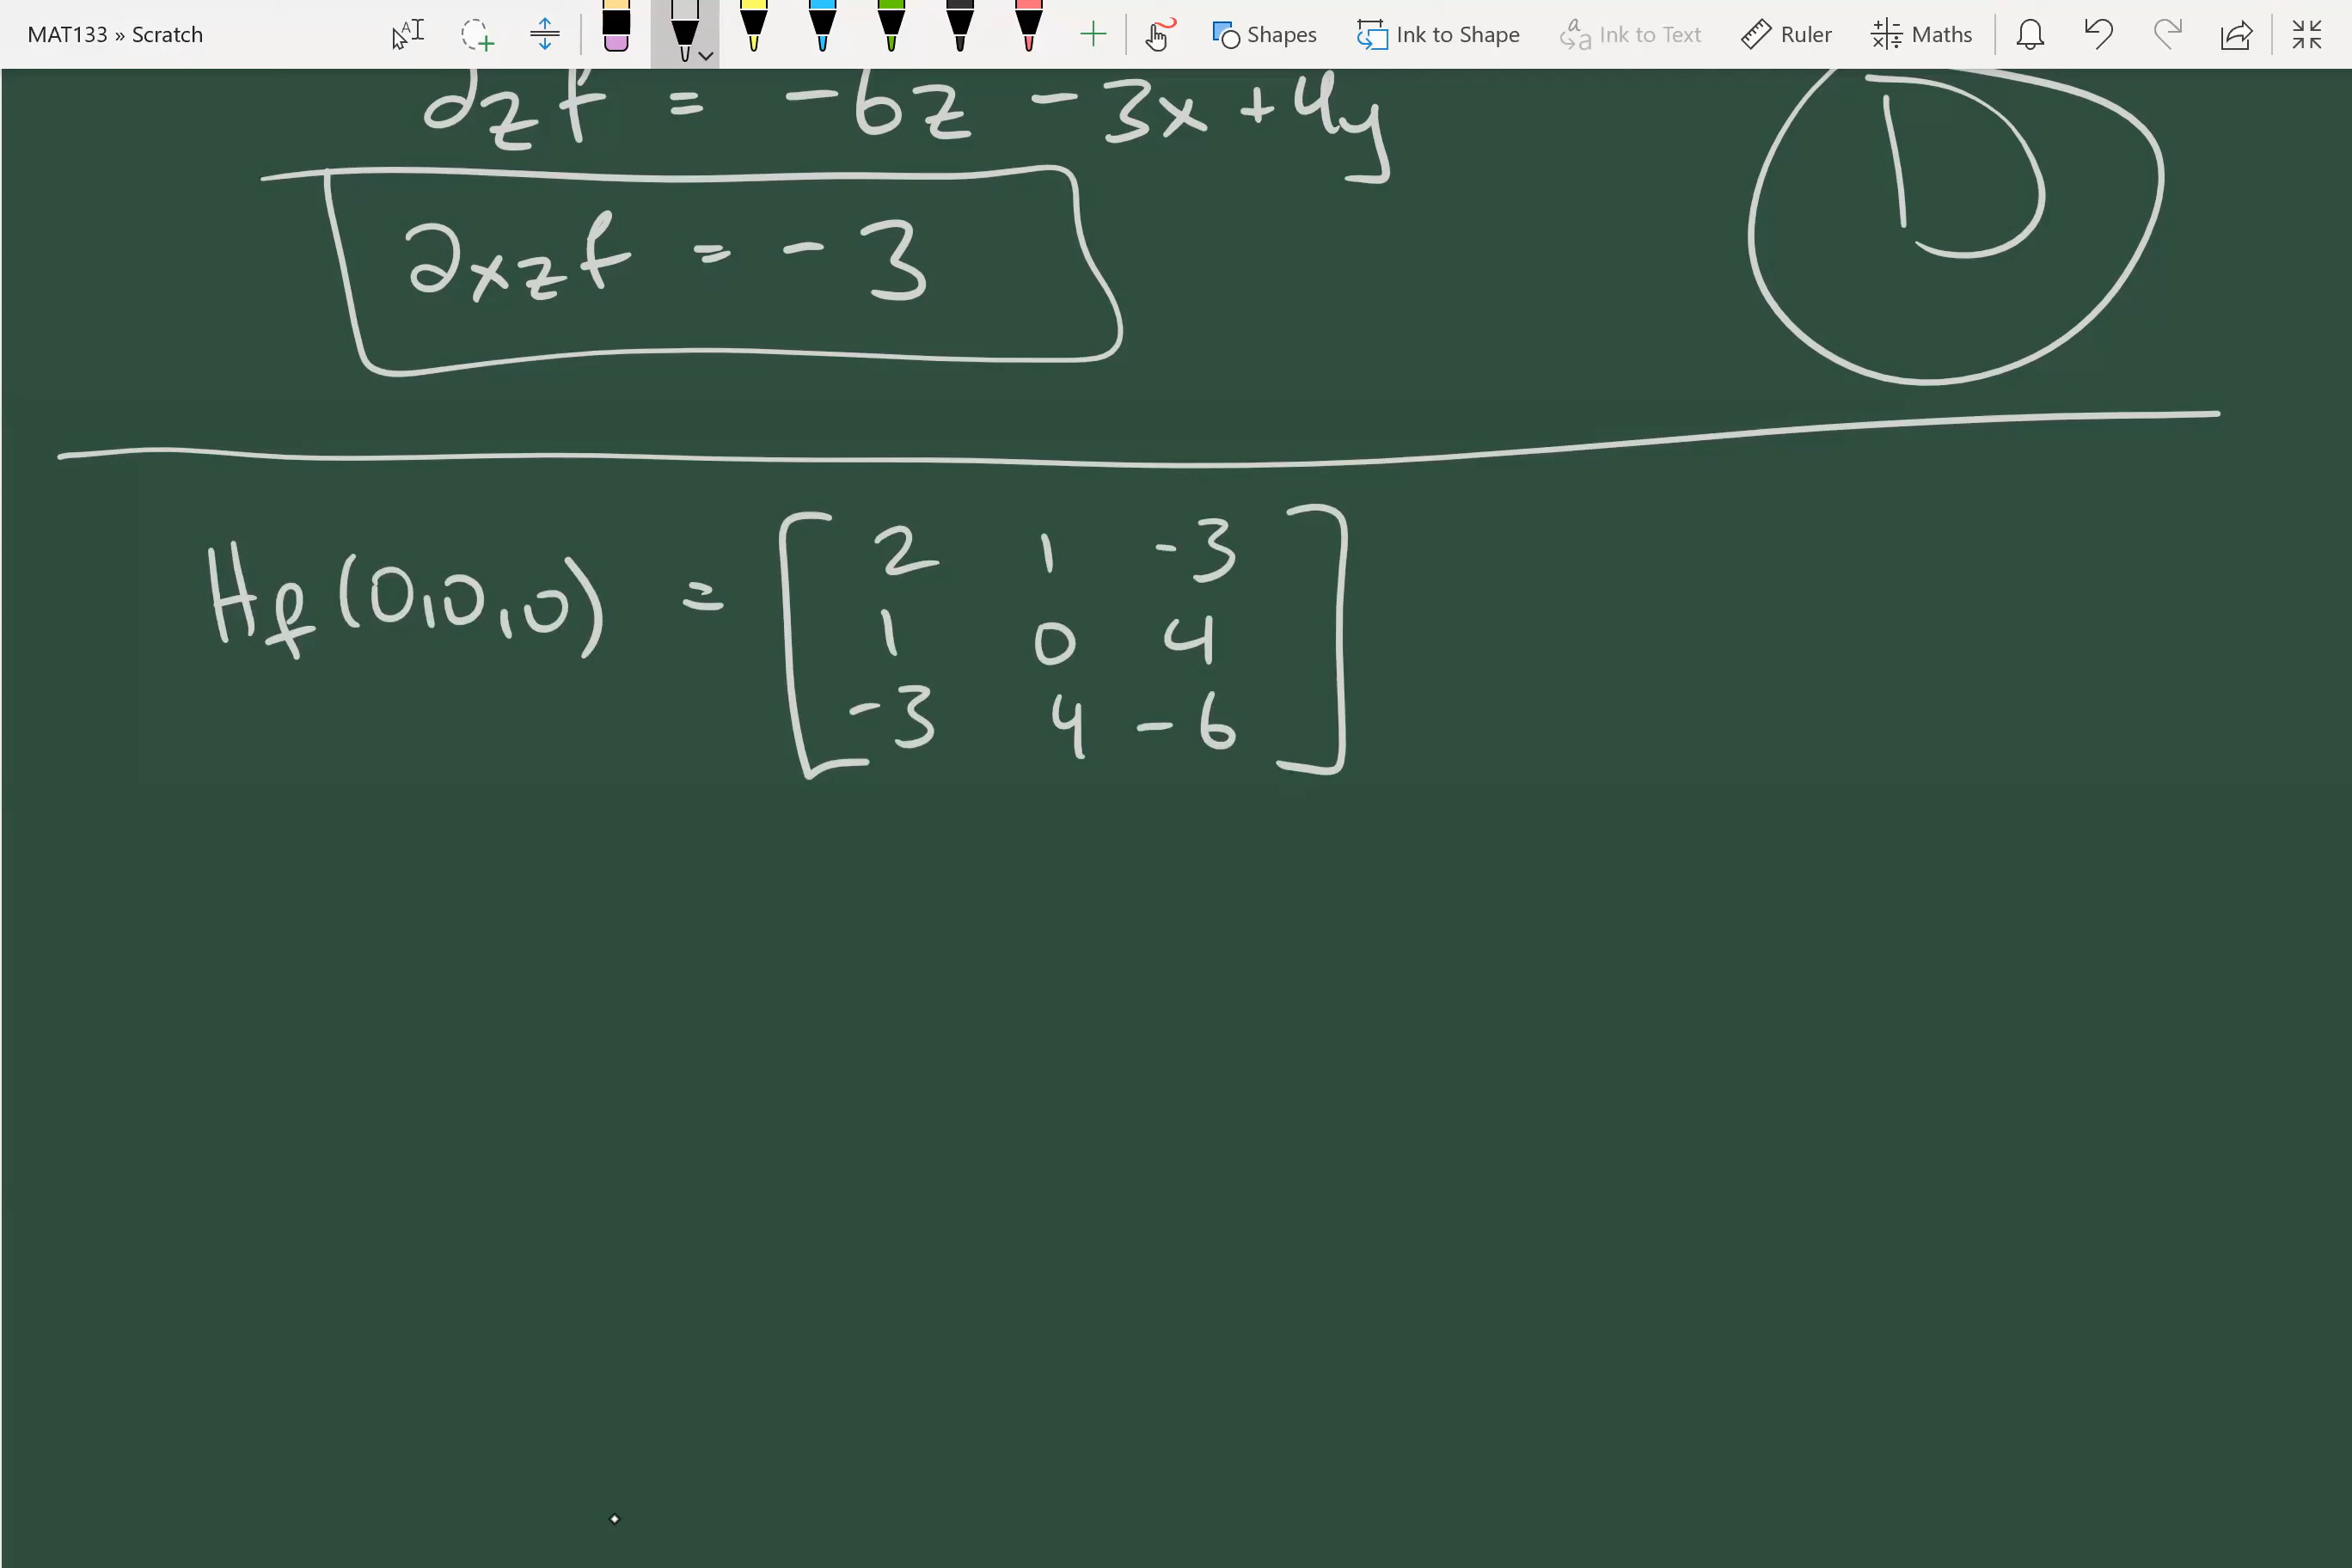 MAT133 » Scratch
Shapes Ink to Shape Ink to Text Ruler Maths
∂zf = -6z - 3x + 4y
∂xzf = -3
D
Hf(0,0,0) = [ 2 1 -3
1 0 4
-3 4 -6 ]